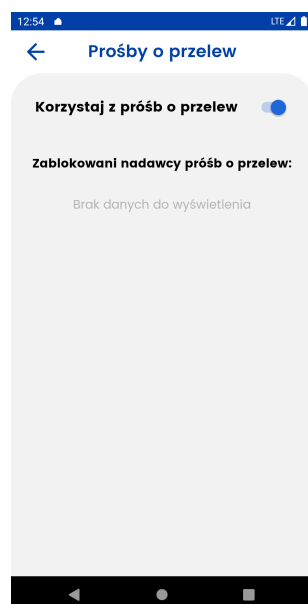 12:54 LTE
Prośby o przelew
Korzystaj z próśb o przelew
Zablokowani nadawcy próśb o przelew:
Brak danych do wyświetlenia